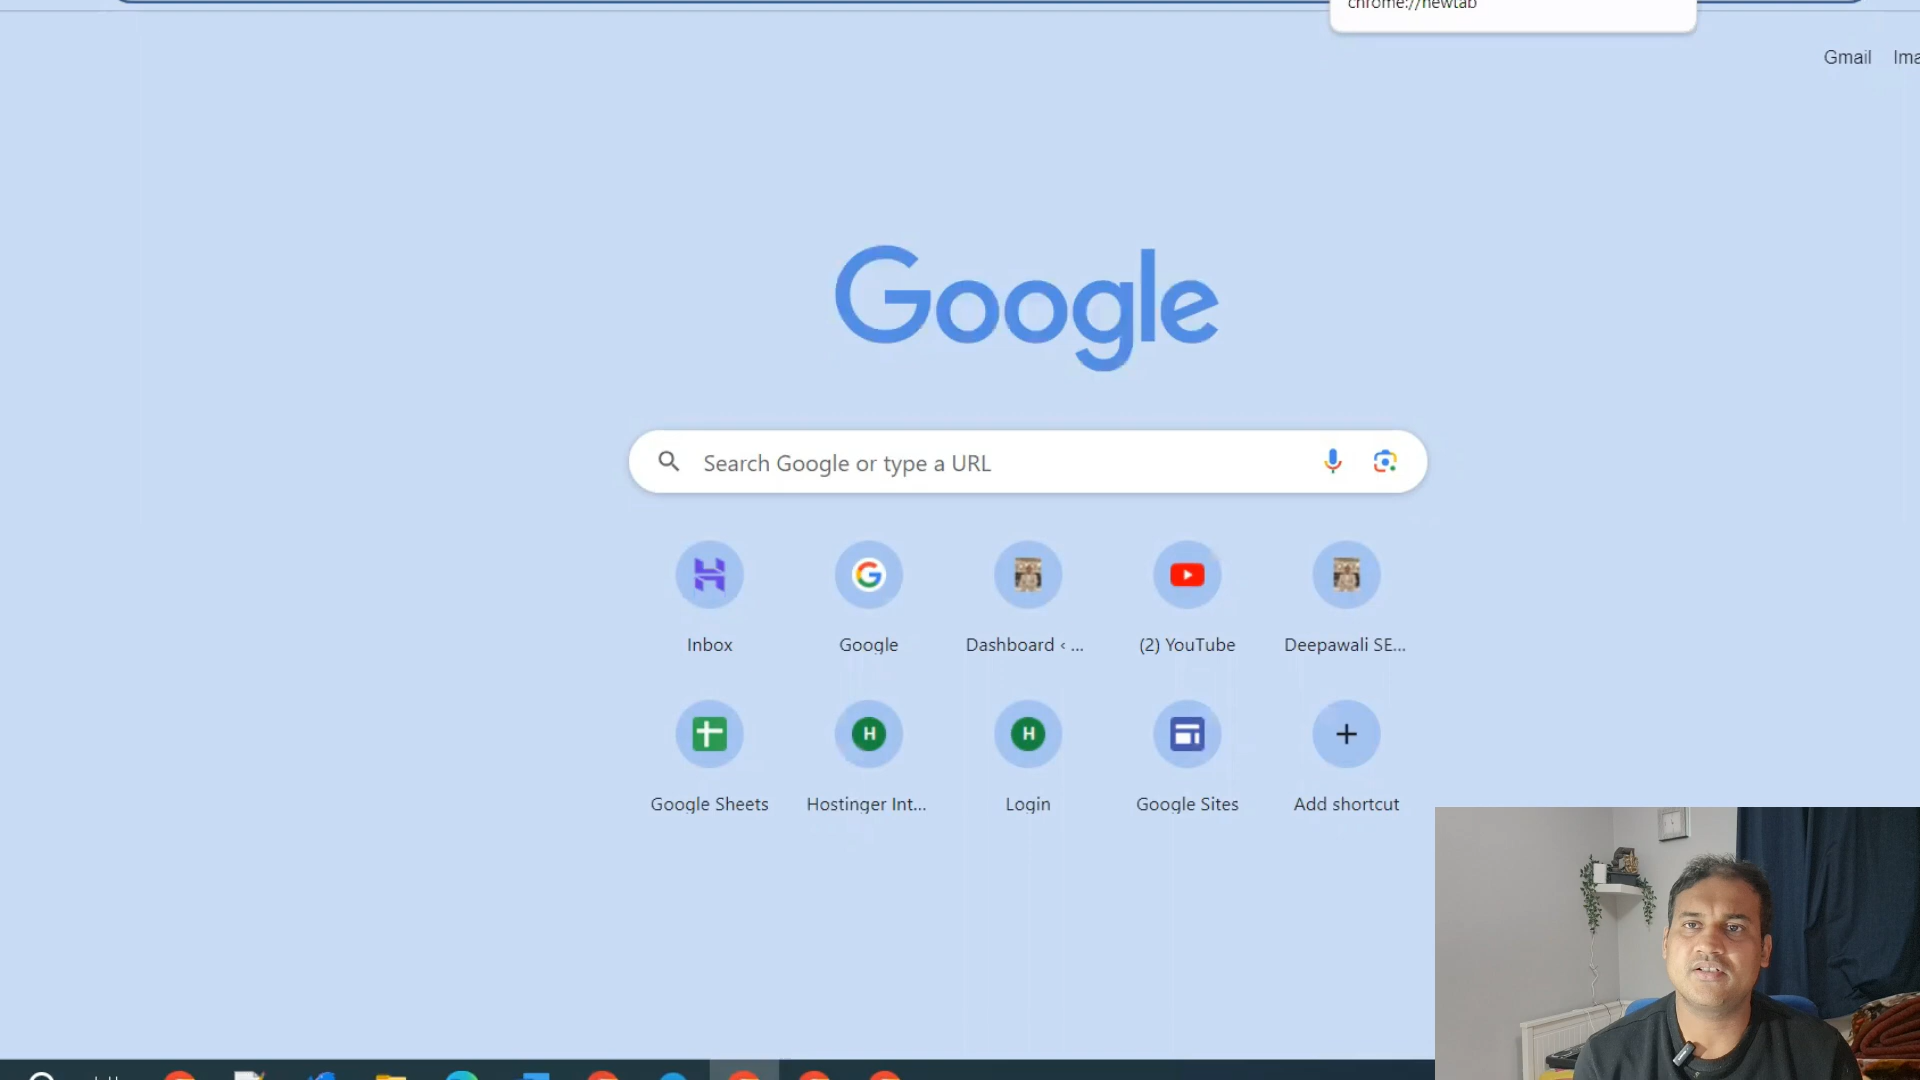 chrome://newtab
Gmail
Google
Search Google or type a URL
Inbox
Google
Dashboard ‹ ...
(2) YouTube
Deepawali SE...
H
H
Google Sheets
Hostinger Int...
Login
Google Sites
Add shortcut